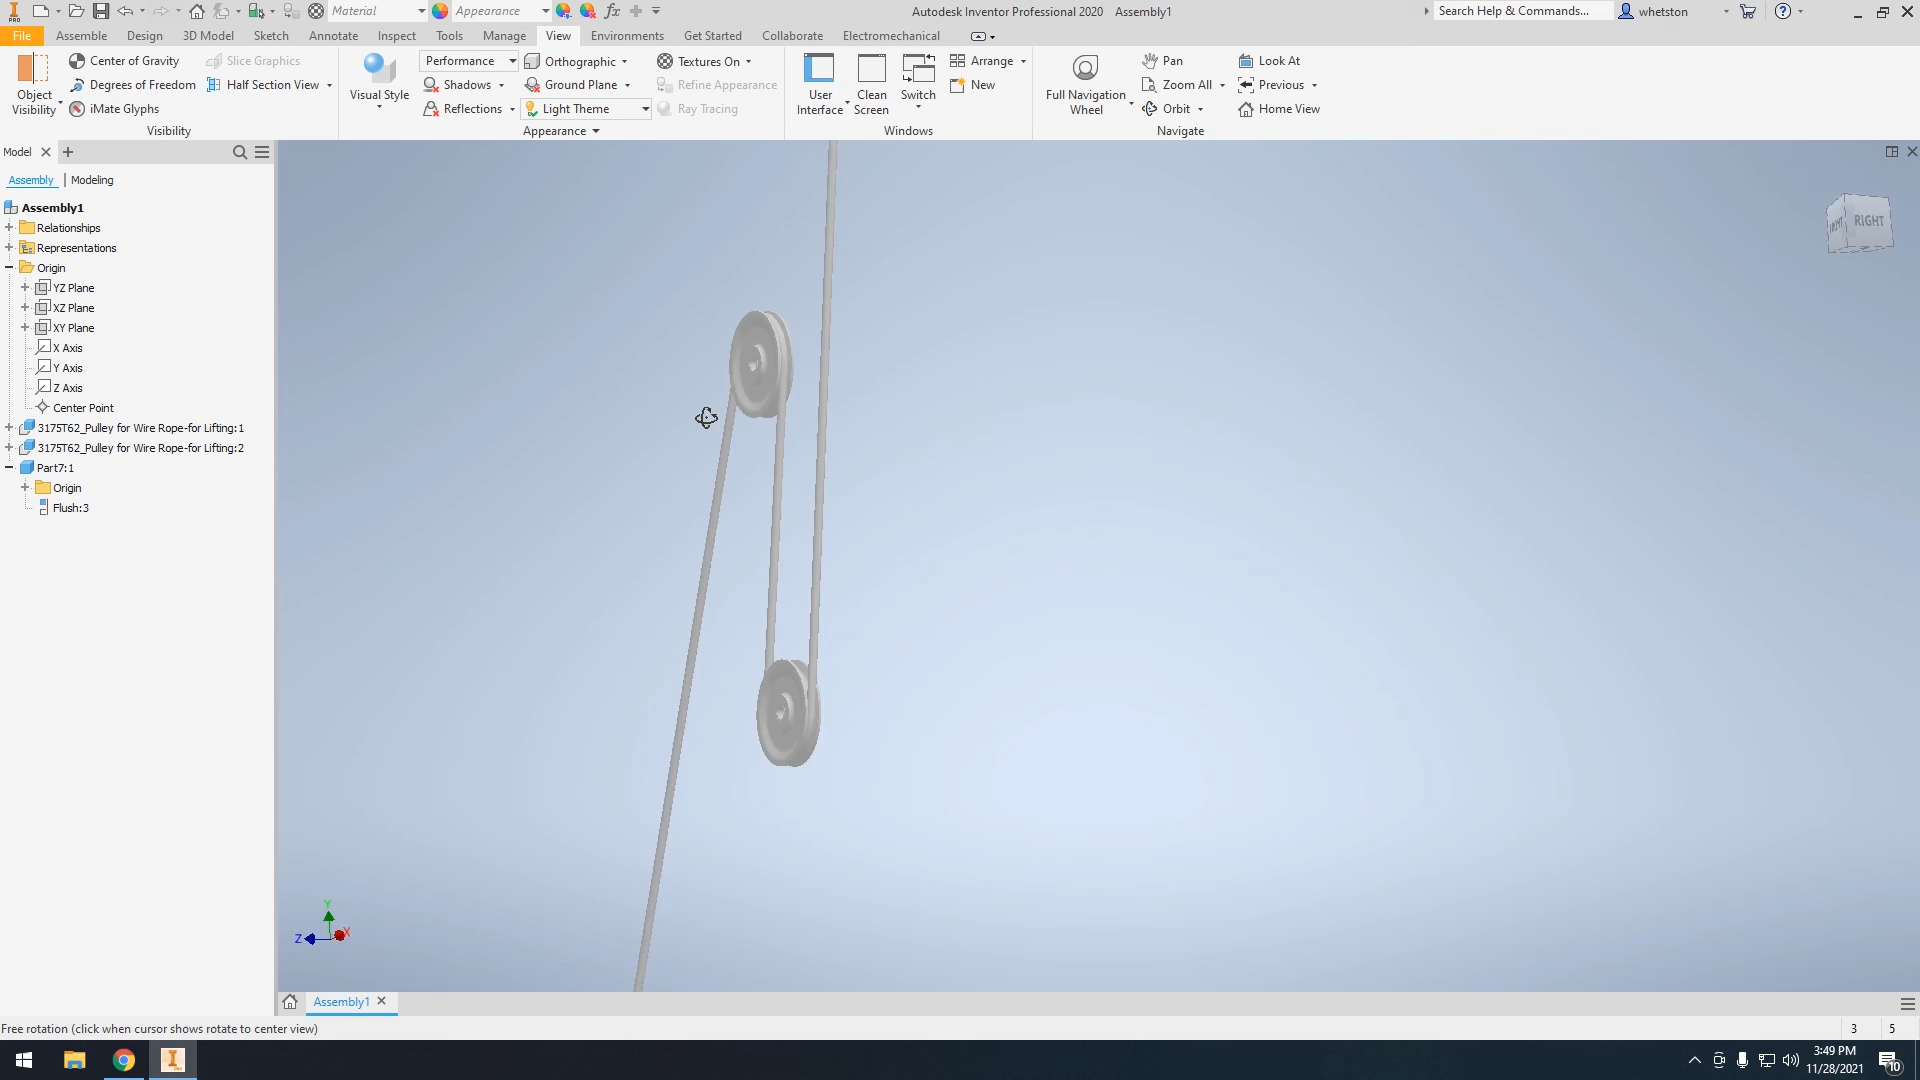 Material
Appearance
Autodesk Inventor Professional 2020 Assembly1
Search Help & Commands...
whetston
File Assemble Design 3D Model Sketch Annotate Inspect Tools Manage View Environments Get Started Collaborate Electromechanical
Object Visibility
Center of Gravity
Degrees of Freedom
iMate Glyphs
Slice Graphics
Half Section View
Visibility
Visual Style
Performance
Shadows
Reflections
Orthographic
Ground Plane
Light Theme
Textures On
Refine Appearance
Ray Tracing
Appearance
User Interface
Clean Screen
Switch
Arrange
New
Windows
Full Navigation Wheel
Pan
Zoom All
Orbit
Look At
Previous
Home View
Navigate
Model
Assembly | Modeling
Assembly1
Relationships
Representations
Origin
YZ Plane
XZ Plane
XY Plane
X Axis
Y Axis
Z Axis
Center Point
3175T62_Pulley for Wire Rope-for Lifting:1
3175T62_Pulley for Wire Rope-for Lifting:2
Part7:1
Origin
Flush:3
FRONT RIGHT
Y
Z X
Assembly1
Free rotation (click when cursor shows rotate to center view)
3 5
3:49 PM
11/28/2021
10